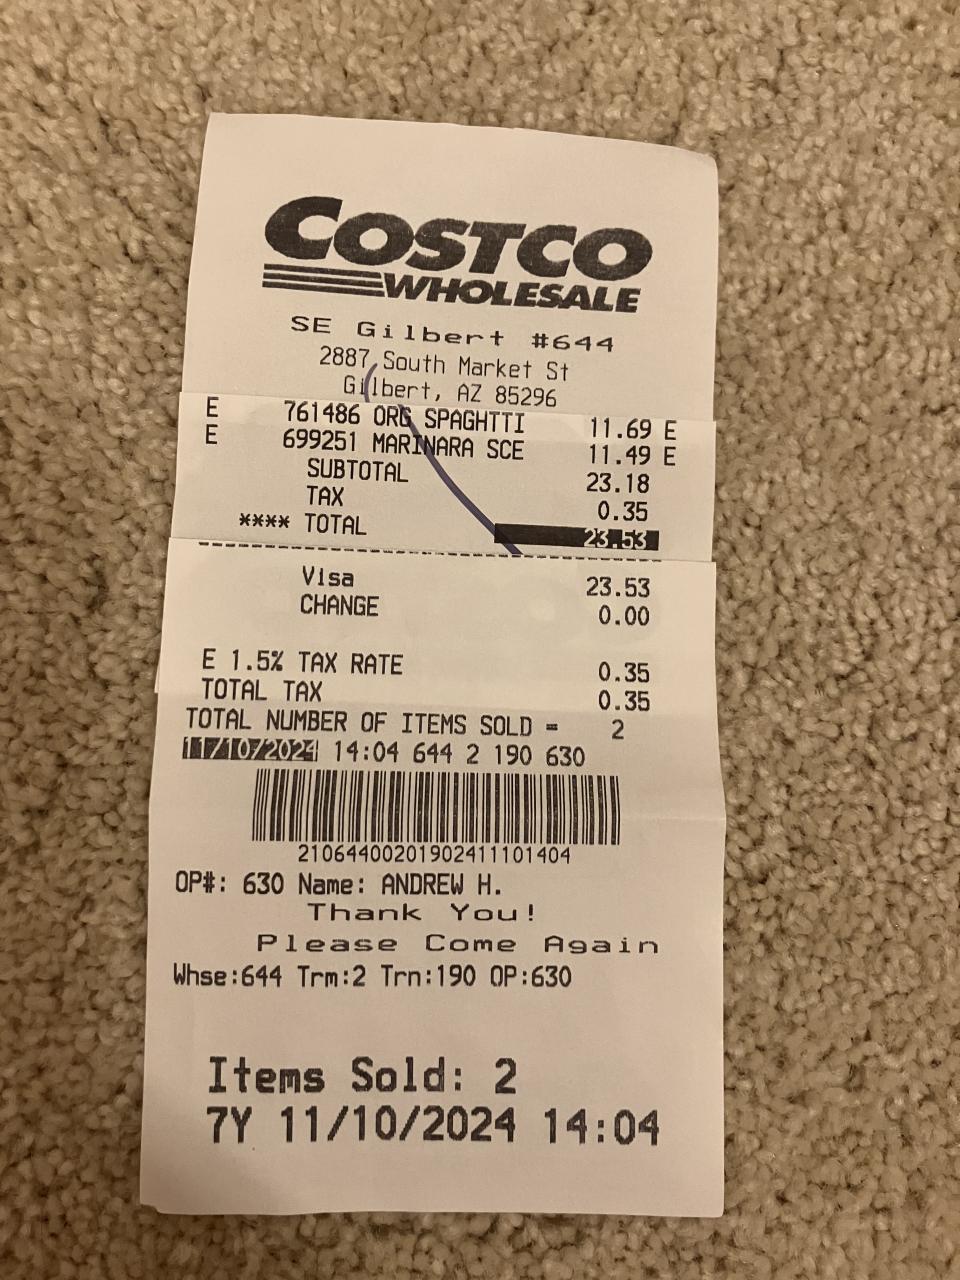 COSTCO
WHOLESALE
SE Gilbert #644
2887 South Market St
Gilbert, AZ 85296
E 761486 ORG SPAGHTTI 11.69 E
E 699251 MARINARA SCE 11.49 E
SUBTOTAL 23.18
TAX 0.35
**** TOTAL 23.53
Visa 23.53
CHANGE 0.00
E 1.5% TAX RATE 0.35
TOTAL TAX 0.35
TOTAL NUMBER OF ITEMS SOLD = 2
11/10/2024 14:04 644 2 190 630
21064400201902411101404
OP#: 630 Name: ANDREW H.
Thank You!
Please Come Again
Whse:644 Trm:2 Trn:190 OP:630
Items Sold: 2
7Y 11/10/2024 14:04